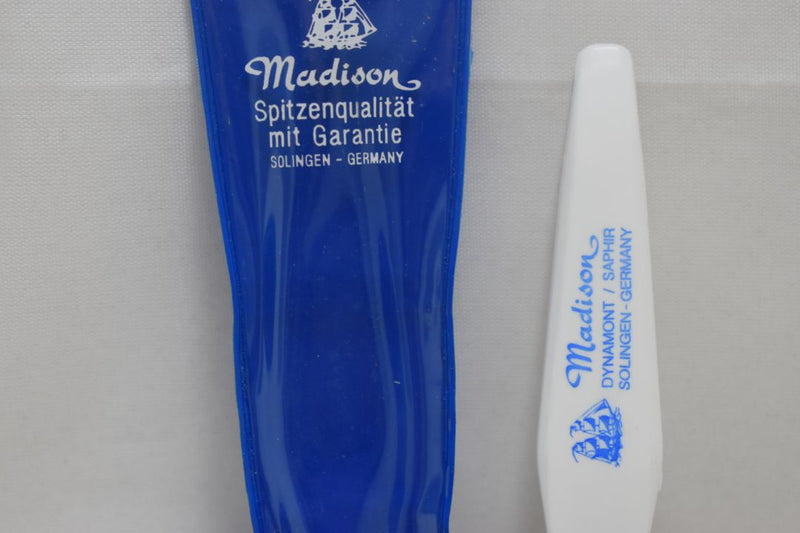 Madison
Spitzenqualität
mit Garantie
SOLINGEN - GERMANY
Madison
DYNAMONT / SAPHIR
SOLINGEN - GERMANY